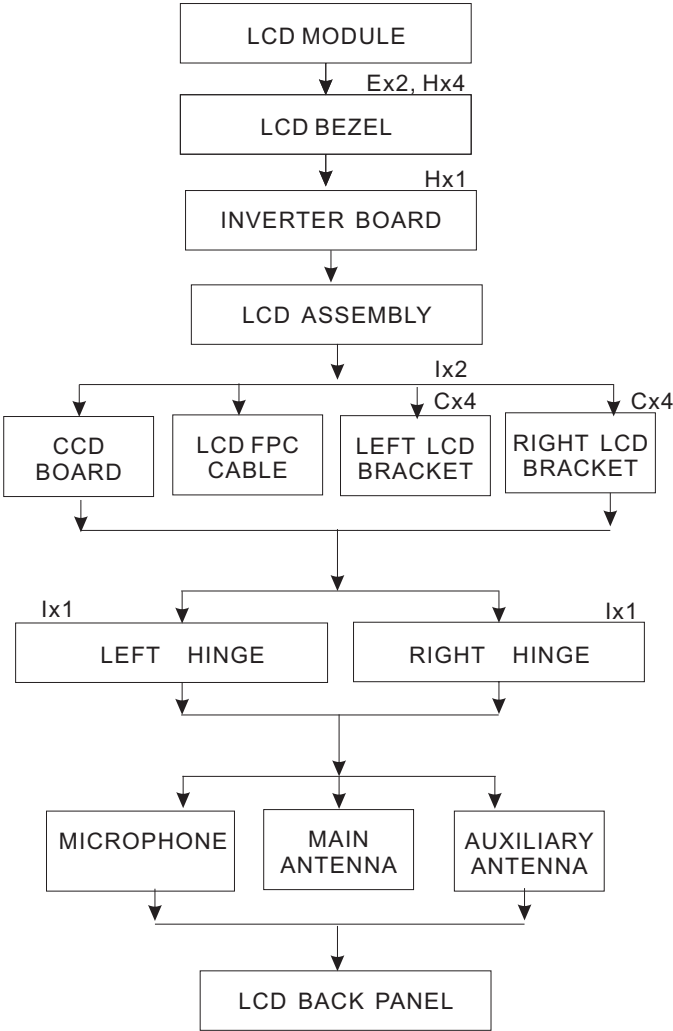 LCD MODULE
Ex2, Hx4
LCD BEZEL
Hx1
INVERTER BOARD
LCD ASSEMBLY
Ix2
Cx4
Cx4
CCD
BOARD
LCD FPC
CABLE
LEFT LCD
BRACKET
RIGHT LCD
BRACKET
Ix1
Ix1
LEFT HINGE
RIGHT HINGE
MICROPHONE
MAIN
ANTENNA
AUXILIARY
ANTENNA
LCD BACK PANEL